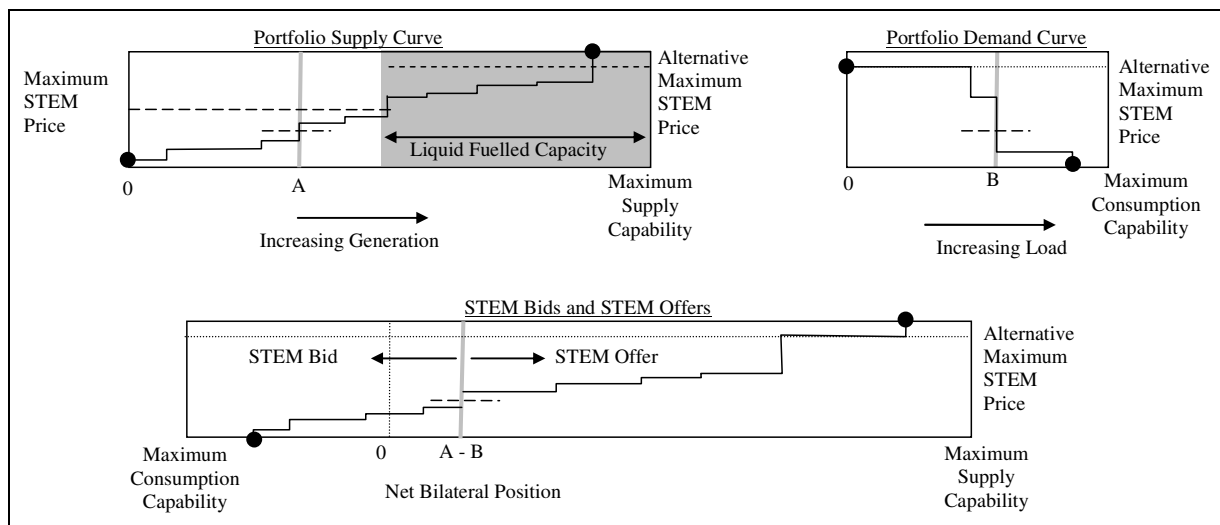 Portfolio Supply Curve
Maximum
STEM
Price
Alternative
Maximum
STEM
Price
Liquid Fuelled Capacity
0
A
Maximum
Supply
Capability
Increasing Generation
Portfolio Demand Curve
Alternative
Maximum
STEM
Price
0
B
Maximum
Consumption
Capability
Increasing Load
STEM Bids and STEM Offers
STEM Bid
STEM Offer
Alternative
Maximum
STEM
Price
Maximum
Consumption
Capability
0
A - B
Net Bilateral Position
Maximum
Supply
Capability